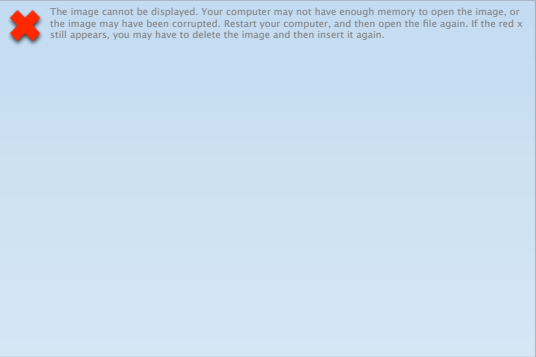 The image cannot be displayed. Your computer may not have enough memory to open the image, or
the image may have been corrupted. Restart your computer, and then open the file again. If the red x
still appears, you may have to delete the image and then insert it again.